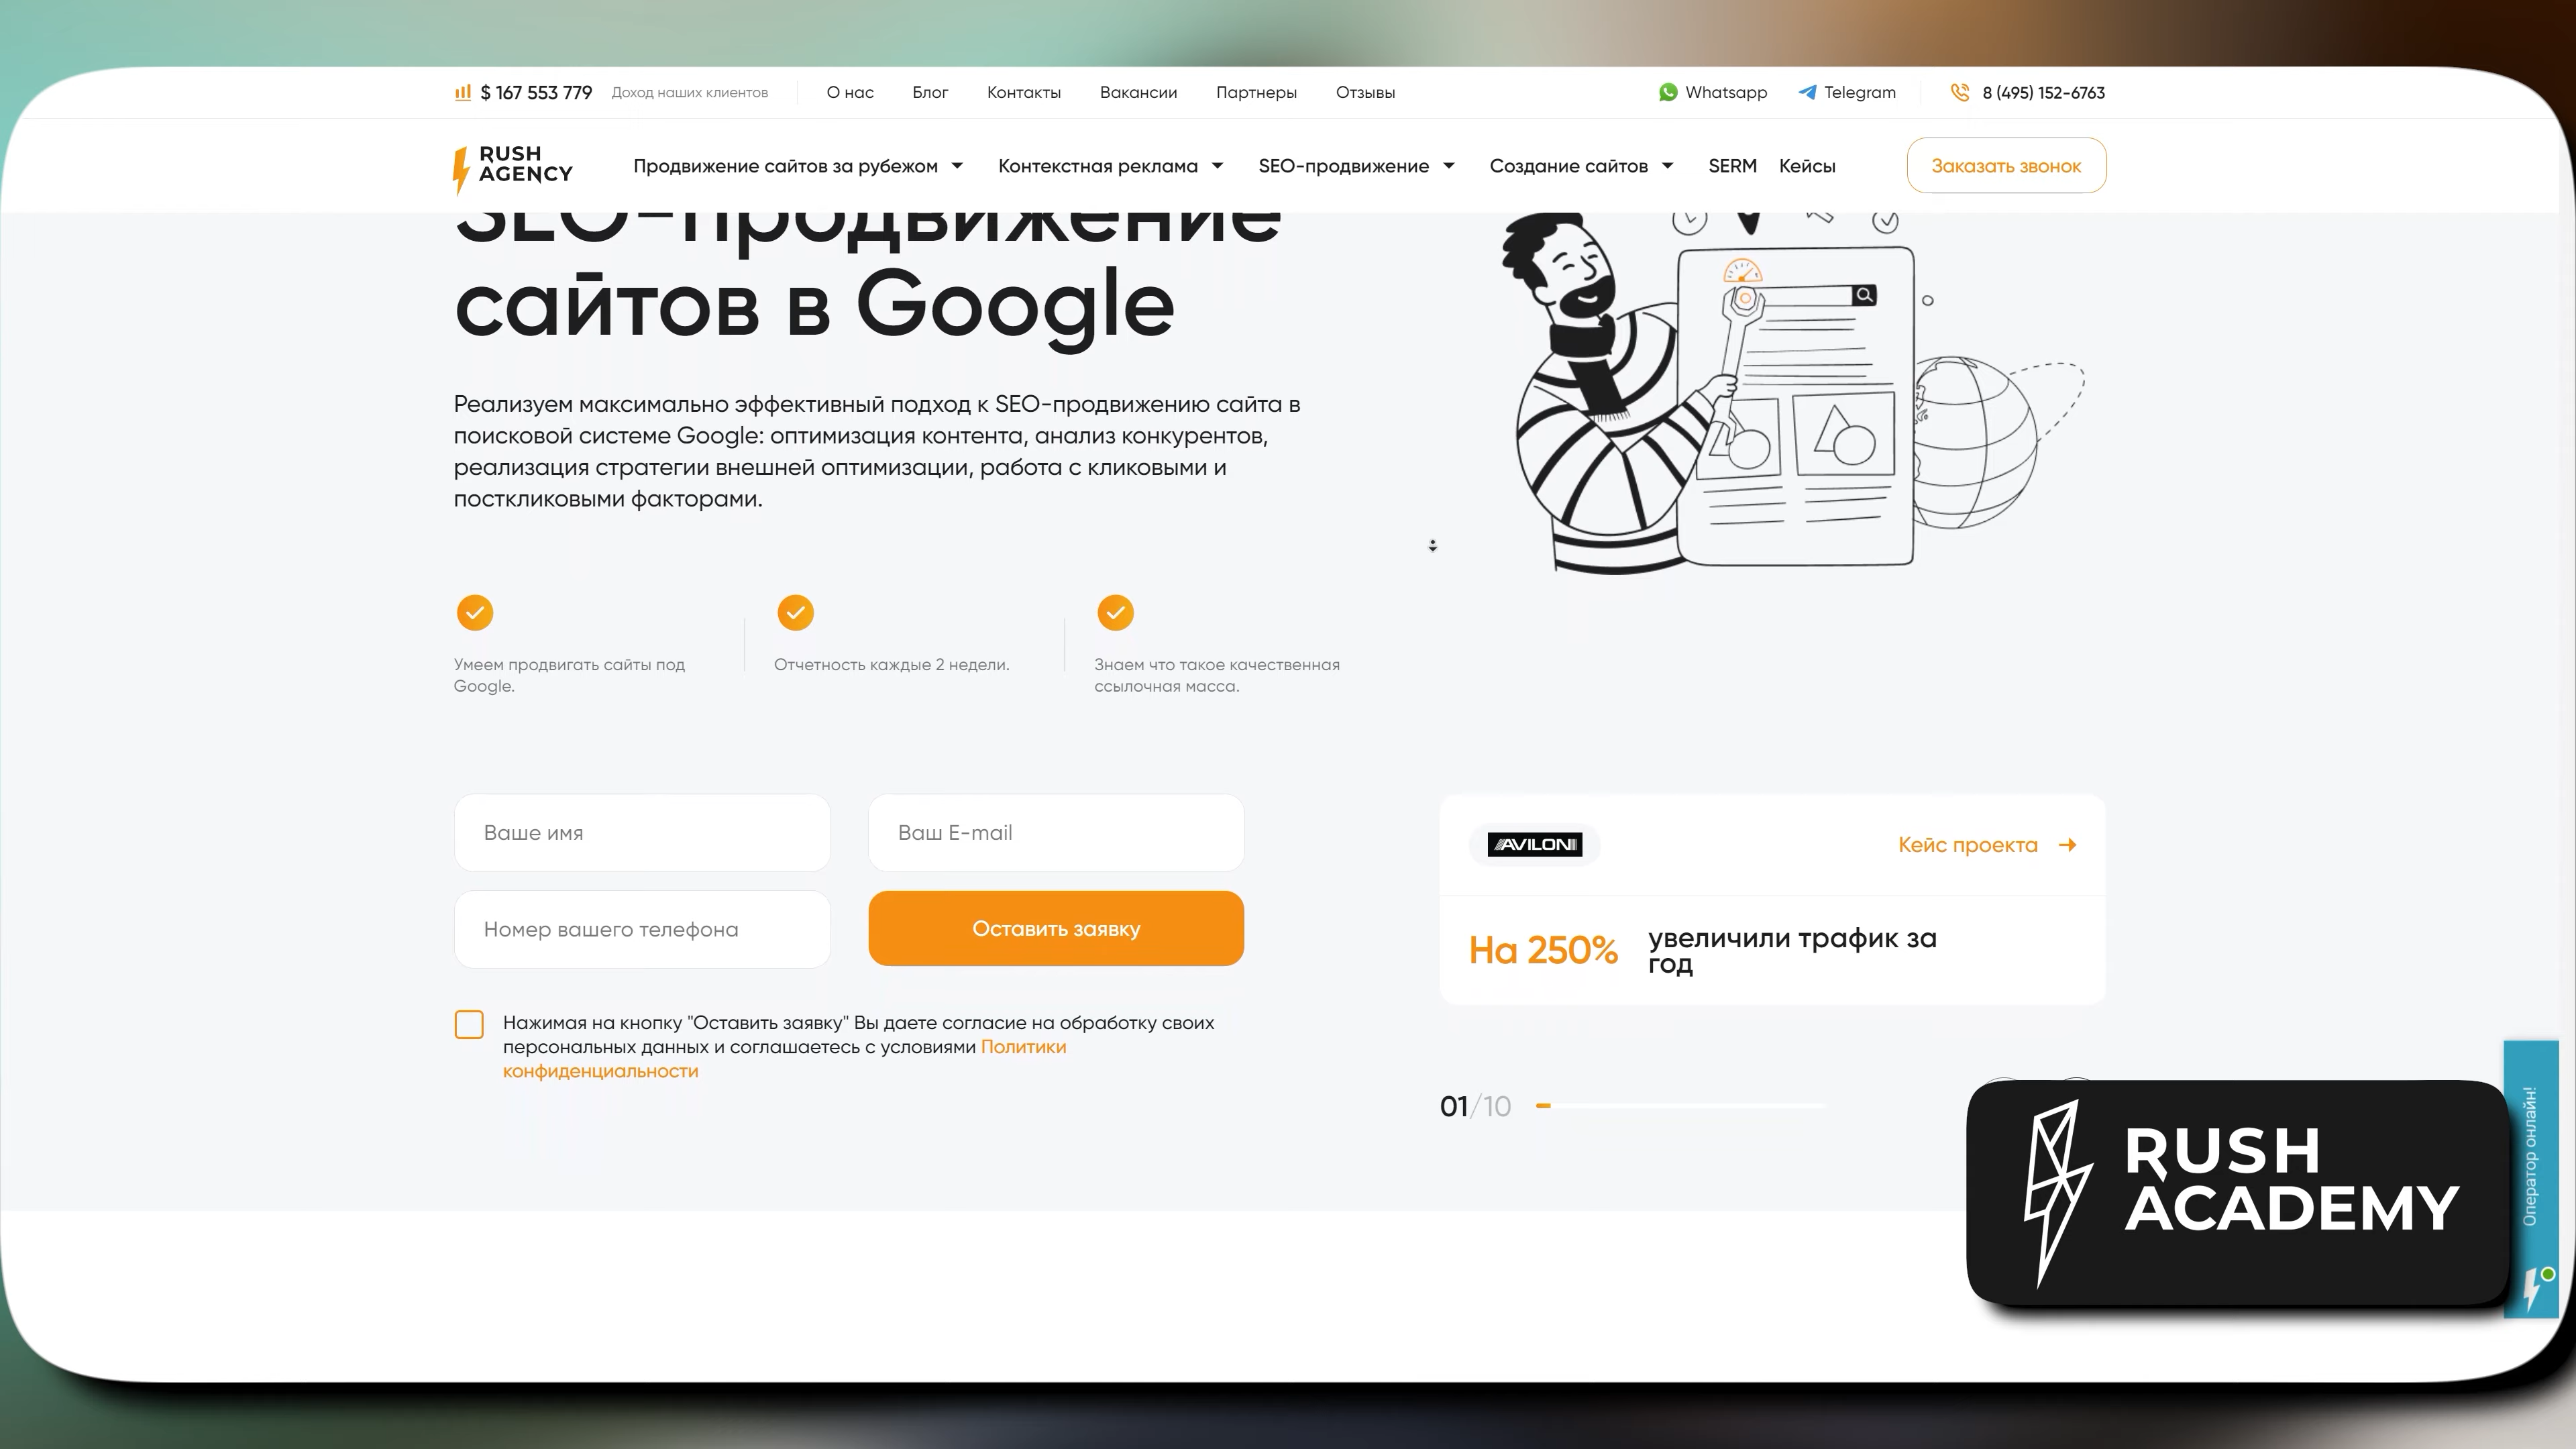 $ 167 553 779 Доход наших клиентов О нас Блог Контакты Вакансии Партнеры Отзывы Whatsapp Telegram 8 (495) 152-6763
RUSH
AGENCY
Продвижение сайтов за рубежом Контекстная реклама SEO-продвижение Создание сайтов SERM Кейсы Заказать звонок
SEO-продвижение
сайтов в Google
Реализуем максимально эффективный подход к SEO-продвижению сайта в
поисковой системе Google: оптимизация контента, анализ конкурентов,
реализация стратегии внешней оптимизации, работа с кликовыми и
посткликовыми факторами.
Умеем продвигать сайты под
Google.
Отчетность каждые 2 недели.
Знаем что такое качественная
ссылочная масса.
Ваше имя
Ваш E-mail
Номер вашего телефона
Оставить заявку
Нажимая на кнопку "Оставить заявку" Вы даете согласие на обработку своих
персональных данных и соглашаетесь с условиями Политики
конфиденциальности
AVILON
Кейс проекта
На 250%
увеличили трафик за
год
01/10
RUSH
ACADEMY
Оператор онлайн!